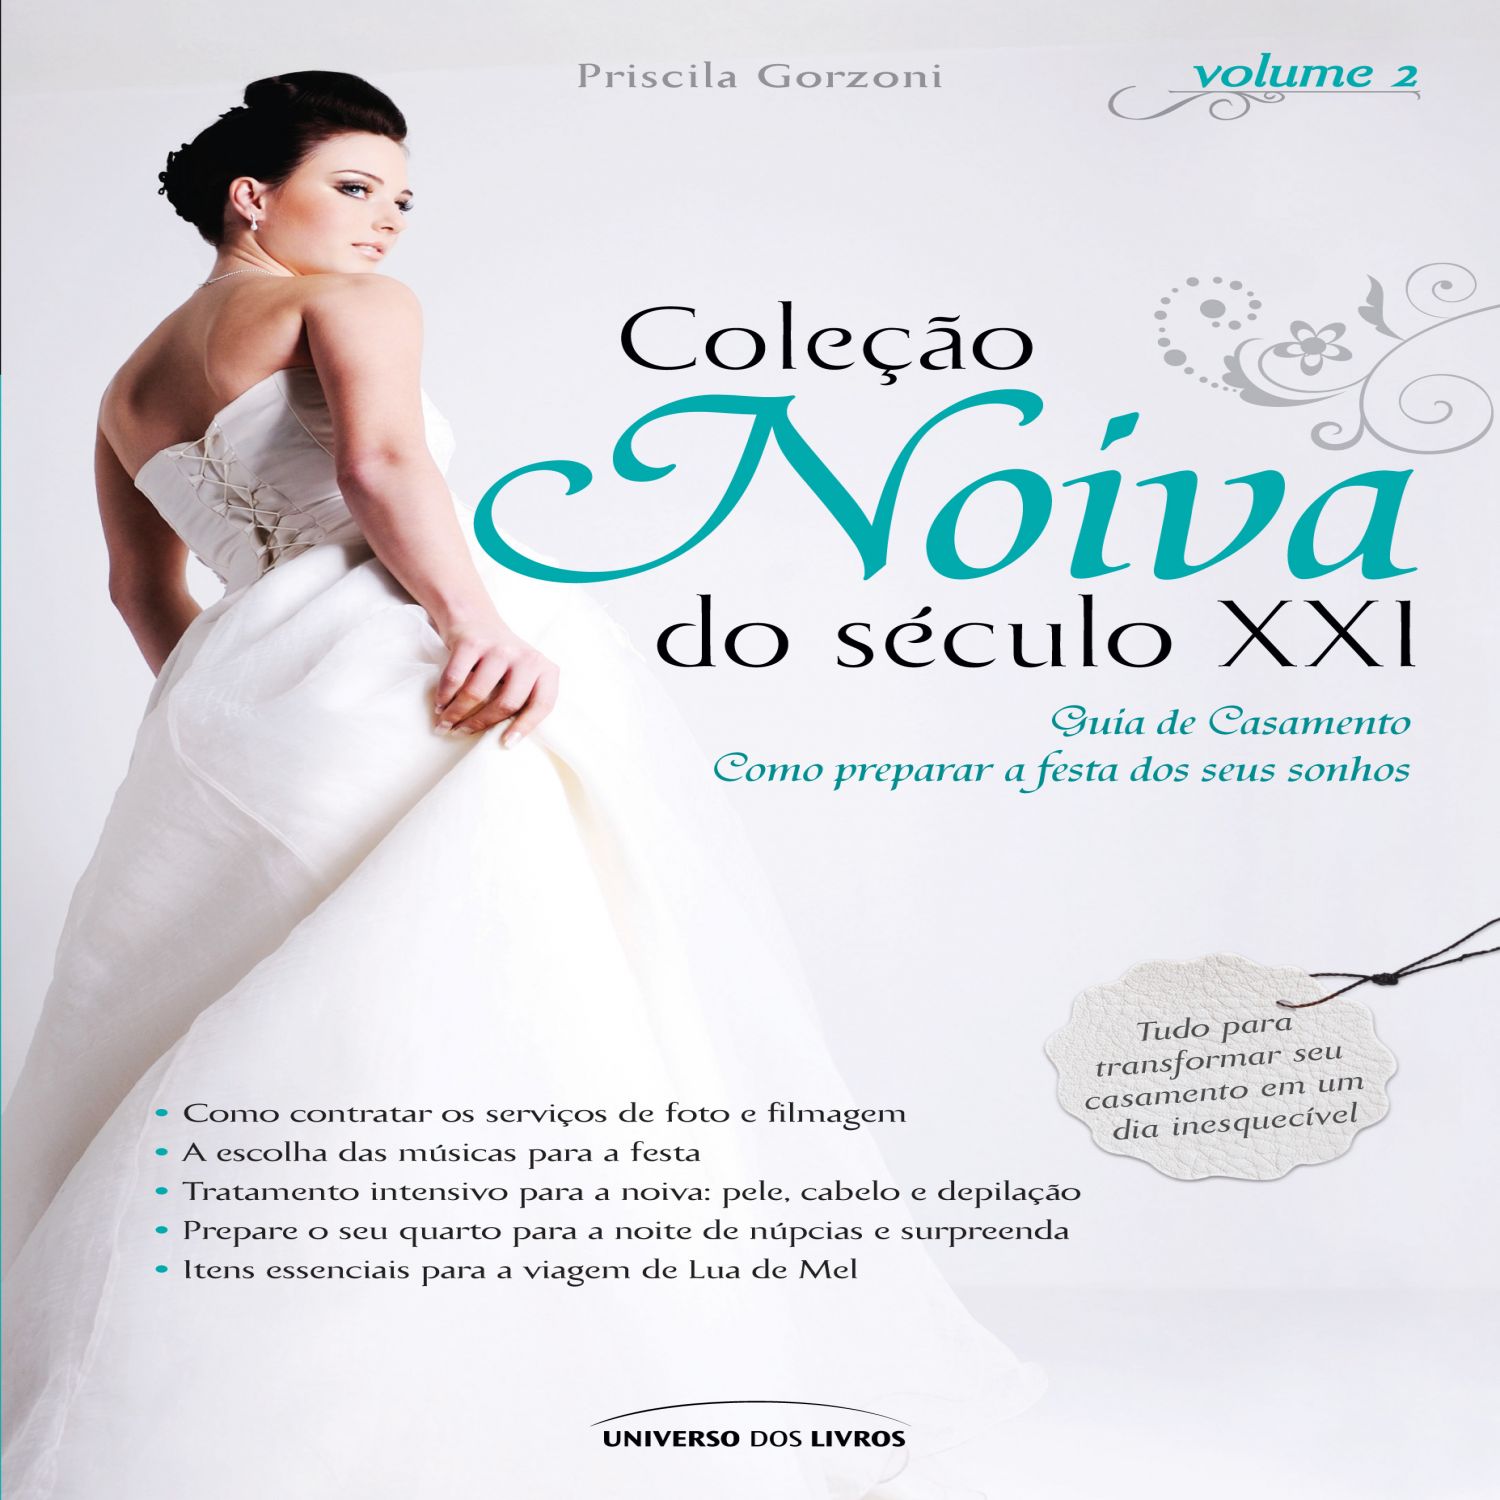 Priscila Gorzoni
volume 2
Coleção
Noiva
do século XXI
Guia de Casamento
Como preparar a festa dos seus sonhos
Tudo para
transformar seu
casamento em um
dia inesquecível
• Como contratar os serviços de foto e filmagem
• A escolha das músicas para a festa
• Tratamento intensivo para a noiva: pele, cabelo e depilação
• Prepare o seu quarto para a noite de núpcias e surpreenda
• Itens essenciais para a viagem de Lua de Mel
UNIVERSO DOS LIVROS